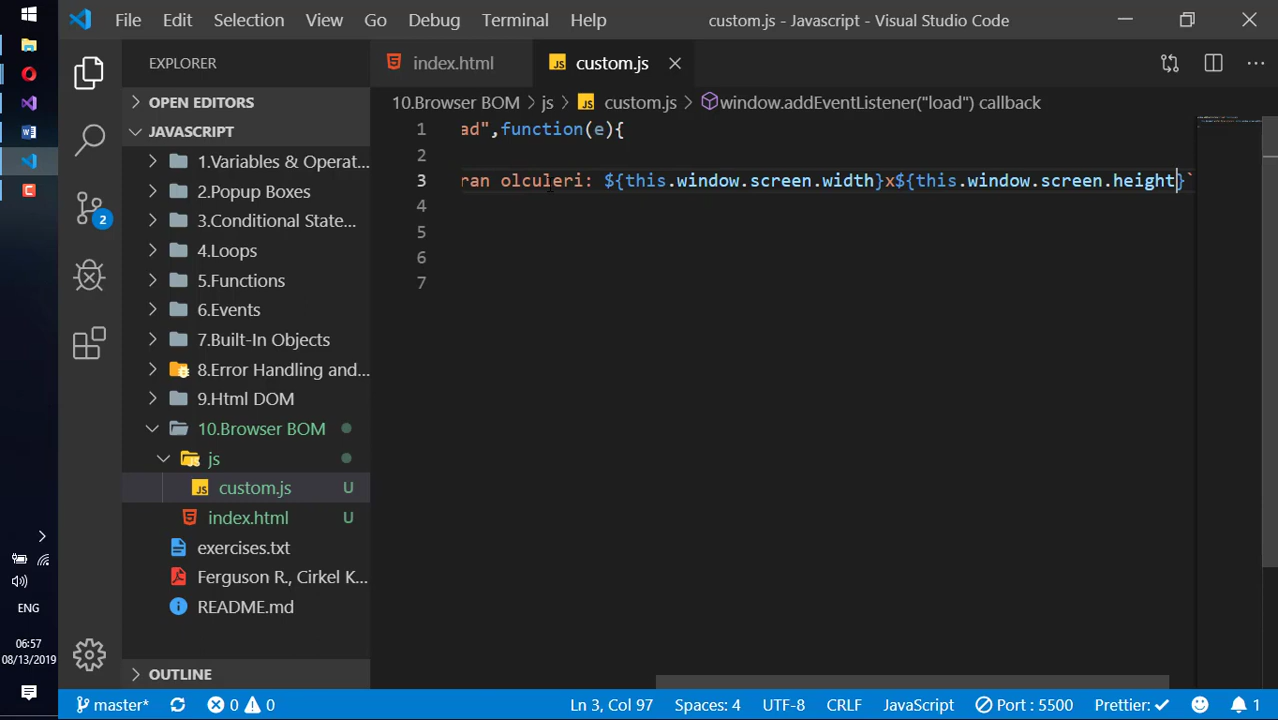 File Edit Selection View Go Debug Terminal Help
custom.js - Javascript - Visual Studio Code
EXPLORER
index.html
custom.js
OPEN EDITORS
10.Browser BOM > js > custom.js > window.addEventListener("load") callback
JAVASCRIPT
1.Variables & Operat...
2.Popup Boxes
3.Conditional State...
4.Loops
5.Functions
6.Events
7.Built-In Objects
8.Error Handling and...
9.Html DOM
10.Browser BOM
js
custom.js U
index.html U
exercises.txt
Ferguson R., Cirkel K...
README.md
OUTLINE
1 ad",function(e){
2
3 ran olculeri: ${this.window.screen.width}x${this.window.screen.height}`
4
5
6
7
2
ENG
06:57
08/13/2019
master* 0 0 Ln 3, Col 97 Spaces: 4 UTF-8 CRLF JavaScript Port : 5500 Prettier: 1